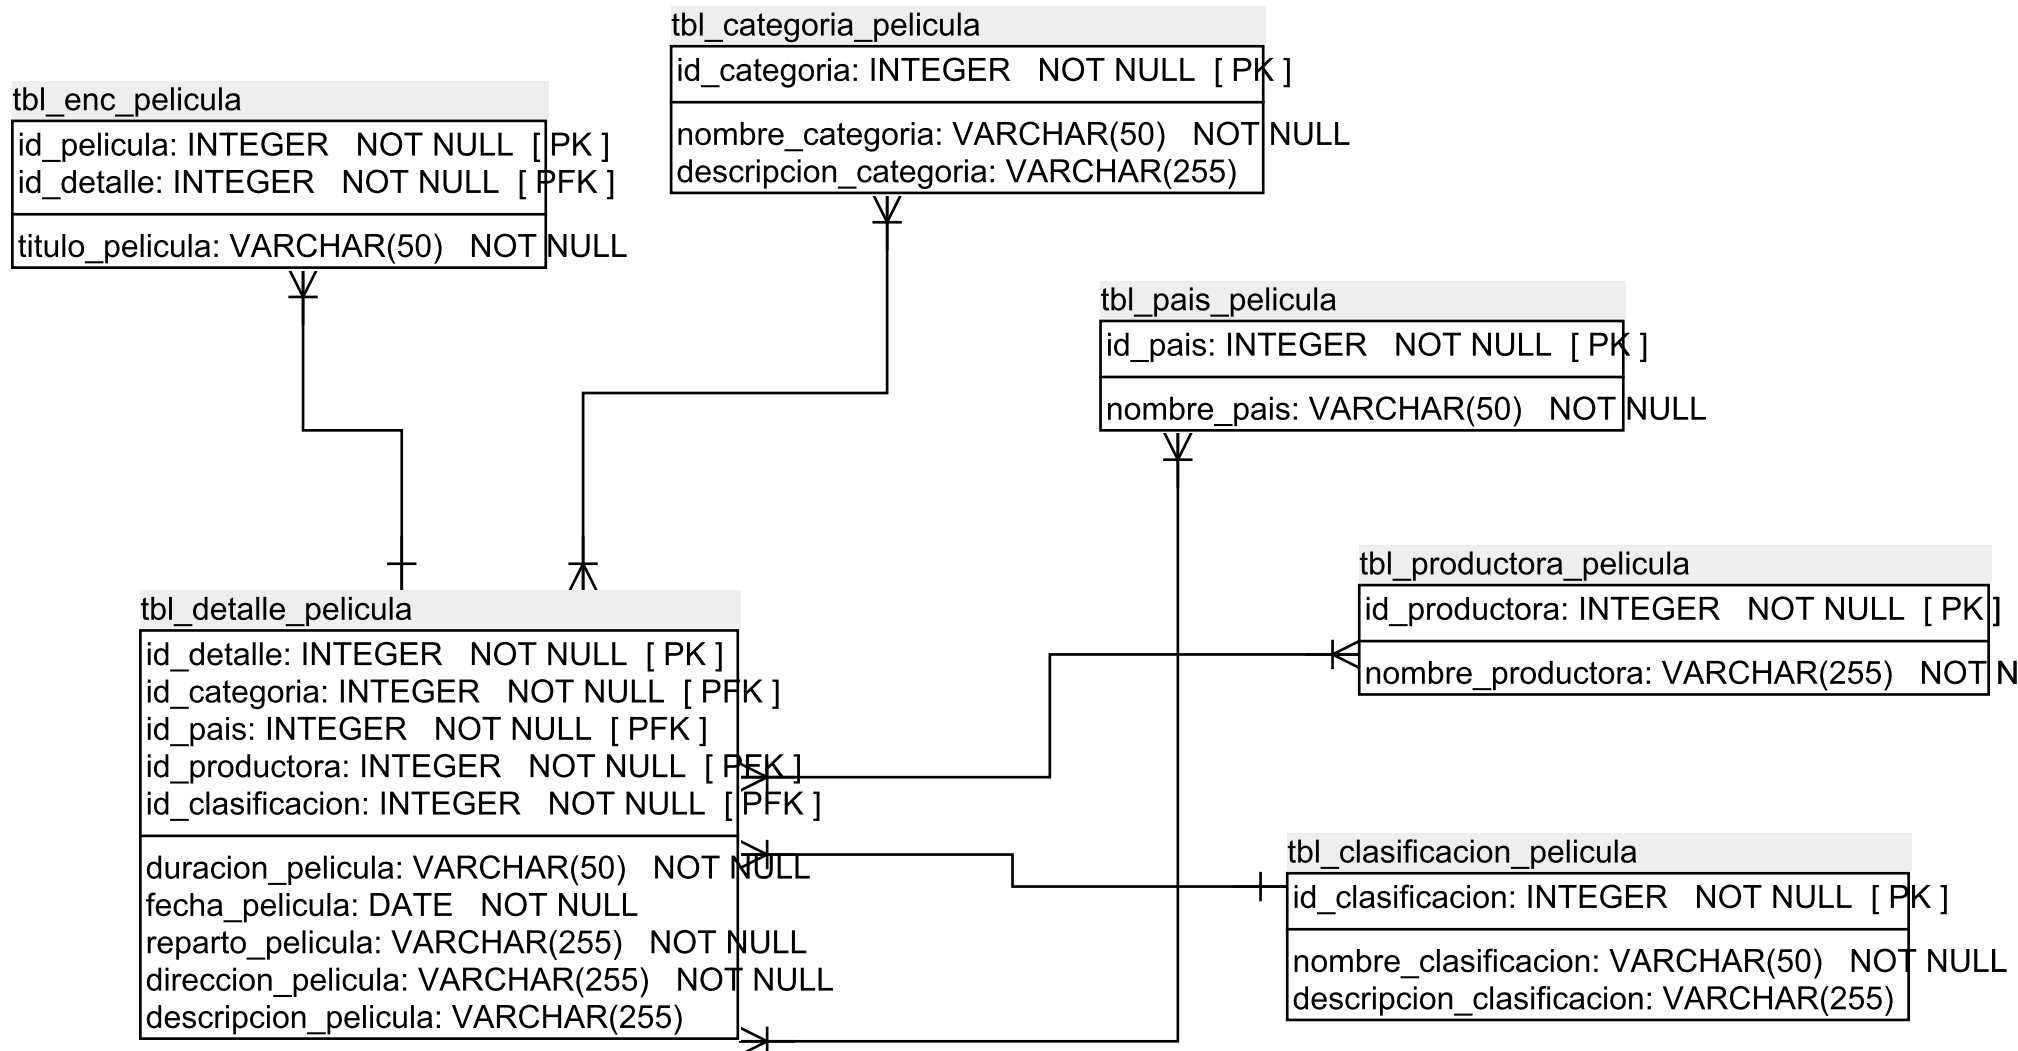 tbl_categoria_pelicula
id_categoria: INTEGER NOT NULL [ PK ]
nombre_categoria: VARCHAR(50) NOT NULL
descripcion_categoria: VARCHAR(255)
tbl_enc_pelicula
id_pelicula: INTEGER NOT NULL [ PK ]
id_detalle: INTEGER NOT NULL [ PFK ]
titulo_pelicula: VARCHAR(50) NOT NULL
tbl_pais_pelicula
id_pais: INTEGER NOT NULL [ PK ]
nombre_pais: VARCHAR(50) NOT NULL
tbl_productora_pelicula
id_productora: INTEGER NOT NULL [ PK ]
nombre_productora: VARCHAR(255) NOT N
tbl_detalle_pelicula
id_detalle: INTEGER NOT NULL [ PK ]
id_categoria: INTEGER NOT NULL [ PFK ]
id_pais: INTEGER NOT NULL [ PFK ]
id_productora: INTEGER NOT NULL [ PFK ]
id_clasificacion: INTEGER NOT NULL [ PFK ]
duracion_pelicula: VARCHAR(50) NOT NULL
fecha_pelicula: DATE NOT NULL
reparto_pelicula: VARCHAR(255) NOT NULL
direccion_pelicula: VARCHAR(255) NOT NULL
descripcion_pelicula: VARCHAR(255)
tbl_clasificacion_pelicula
id_clasificacion: INTEGER NOT NULL [ PK ]
nombre_clasificacion: VARCHAR(50) NOT NULL
descripcion_clasificacion: VARCHAR(255)